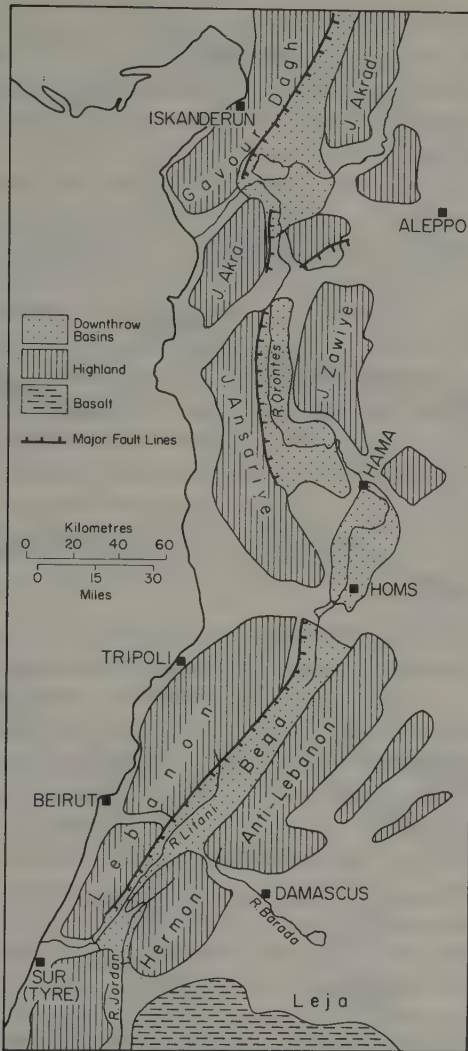 Gavour Dagh
J. Akrad
ISKANDERUN
ALEPPO
J. Akra
Downthrow
Basins
Highland
Basalt
Major Fault Lines
R. Orontes
J. Zawiye
J. Ansariye
HAMA
Kilometres
0 20 40 60
0 15 30
Miles
HOMS
TRIPOLI
Lebanon
Beqa
Anti-Lebanon
R. Litani
BEIRUT
DAMASCUS
R. Barada
Hermon
SUR
(TYRE)
R. Jordan
Leja